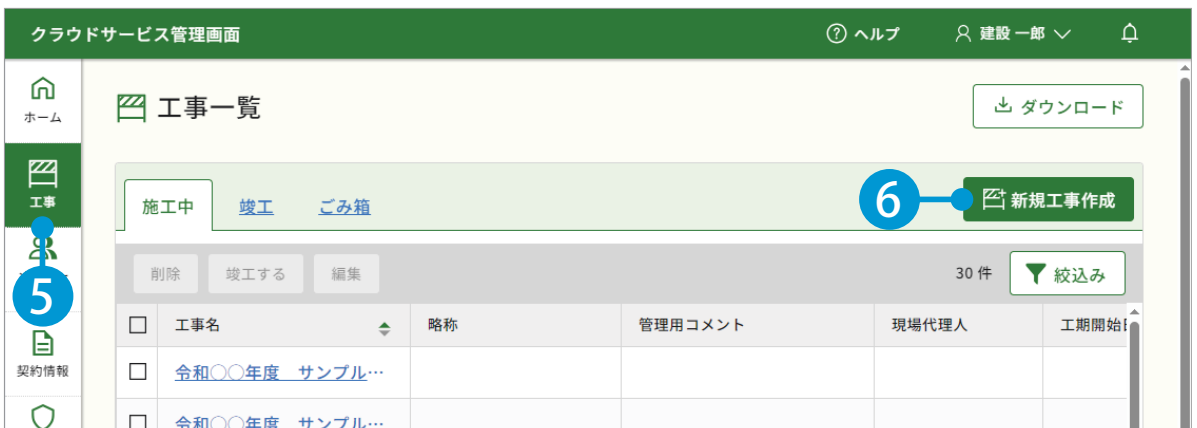 クラウドサービス管理画面
? ヘルプ
建設 一郎
ホーム
工事一覧
ダウンロード
工事
施工中
竣工
ごみ箱
6
新規工事作成
5
削除
竣工する
編集
30 件
絞込み
工事名
略称
管理用コメント
現場代理人
工期開始
契約情報
令和○○年度 サンプル…
令和○○年度 サンプル…